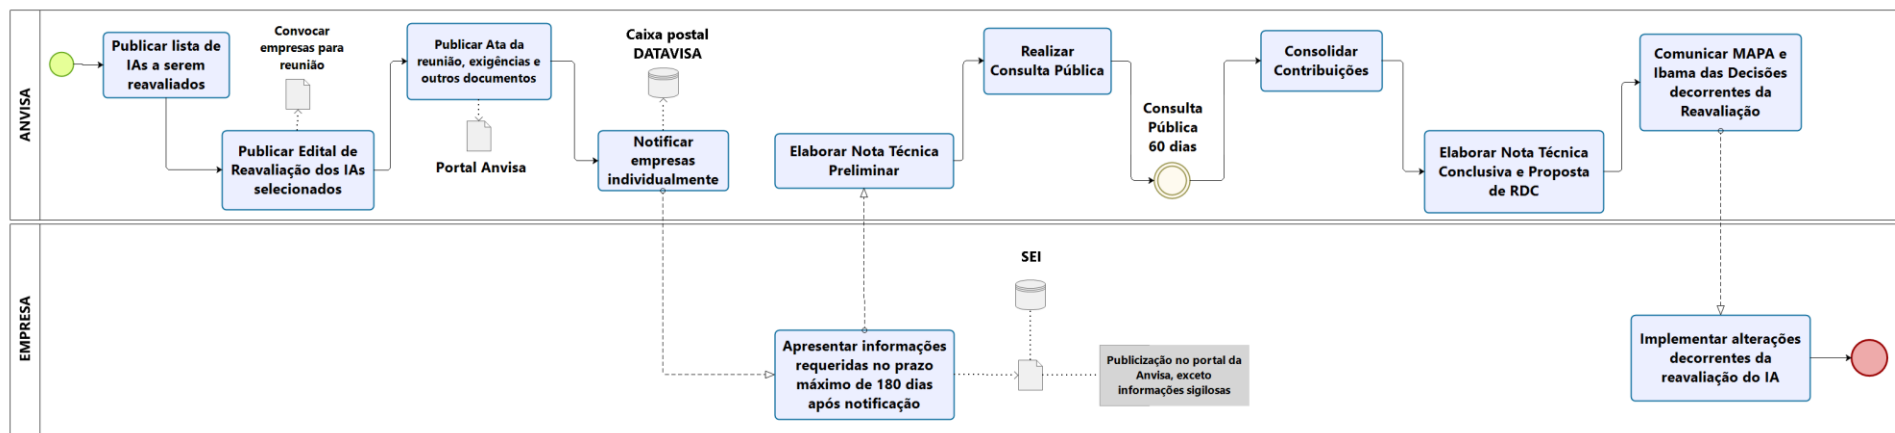 ANVISA
Publicar lista de
IAs a serem
reavaliados
Convocar
empresas para
reunião
Publicar Edital de
Reavaliação dos IAs
selecionados
Publicar Ata da
reunião, exigências e
outros documentos
Portal Anvisa
Caixa postal
DATAVISA
Notificar
empresas
individualmente
Elaborar Nota Técnica
Preliminar
Realizar
Consulta Pública
Consulta
Pública
60 dias
Consolidar
Contribuições
Elaborar Nota Técnica
Conclusiva e Proposta
de RDC
Comunicar MAPA e
Ibama das Decisões
decorrentes da
Reavaliação
EMPRESA
Apresentar informações
requeridas no prazo
máximo de 180 dias
após notificação
SEI
Publicização no portal da
Anvisa, exceto
informações sigilosas
Implementar alterações
decorrentes da
reavaliação do IA